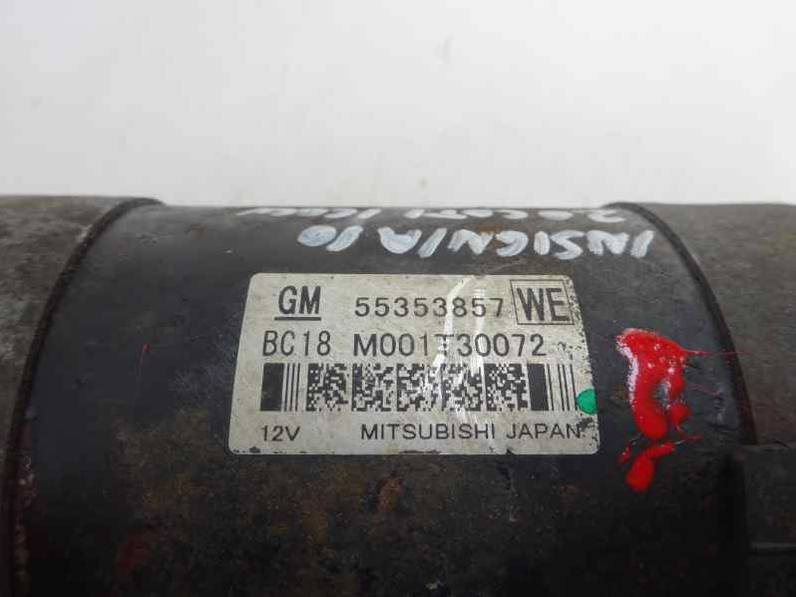 INSIGNIA 10
GM 55353857 WE
BC18 M001T30072
12V MITSUBISHI JAPAN